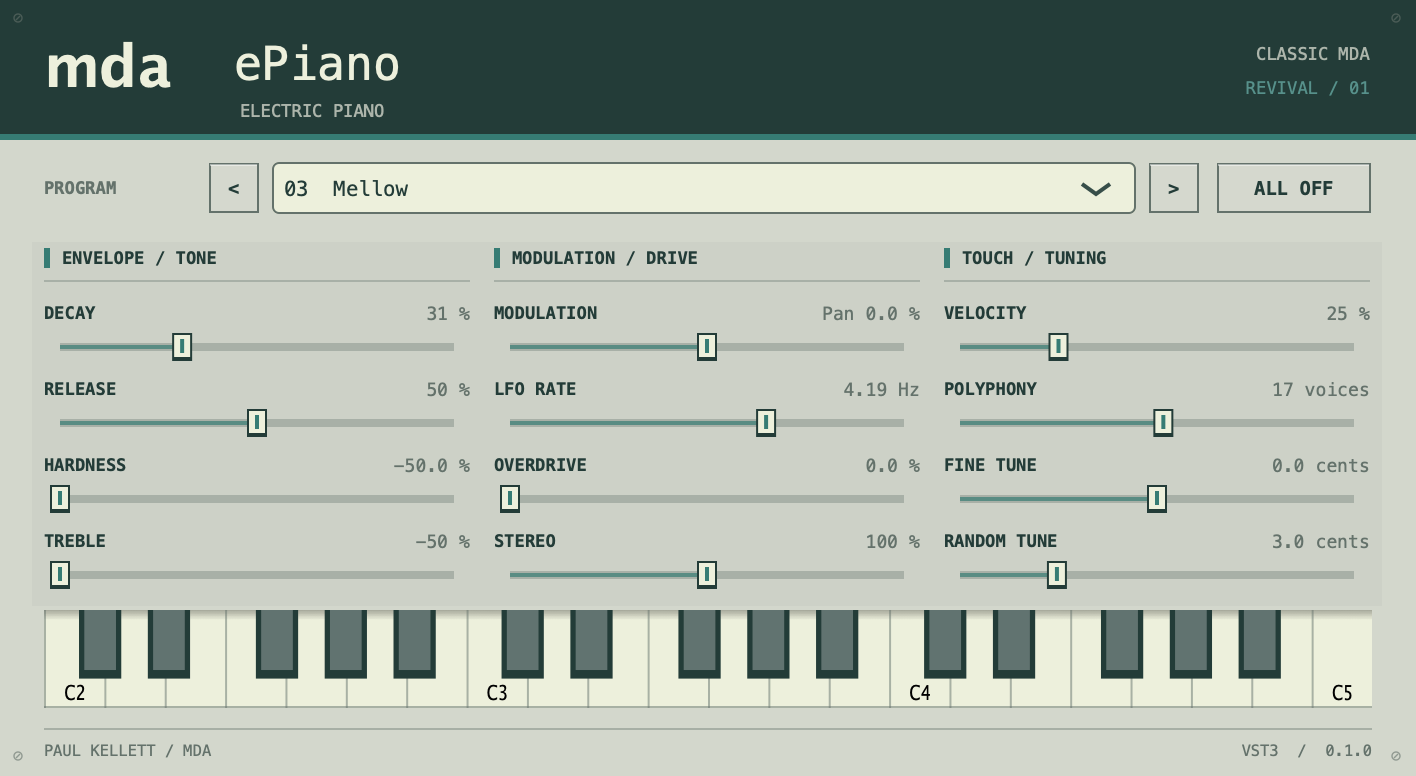 mda ePiano
ELECTRIC PIANO
CLASSIC MDA
REVIVAL / 01
PROGRAM < 03 Mellow > ALL OFF
ENVELOPE / TONE
DECAY 31 %
RELEASE 50 %
HARDNESS -50.0 %
TREBLE -50 %
MODULATION / DRIVE
MODULATION Pan 0.0 %
LFO RATE 4.19 Hz
OVERDRIVE 0.0 %
STEREO 100 %
TOUCH / TUNING
VELOCITY 25 %
POLYPHONY 17 voices
FINE TUNE 0.0 cents
RANDOM TUNE 3.0 cents
C2 C3 C4 C5
PAUL KELLETT / MDA
VST3 / 0.1.0